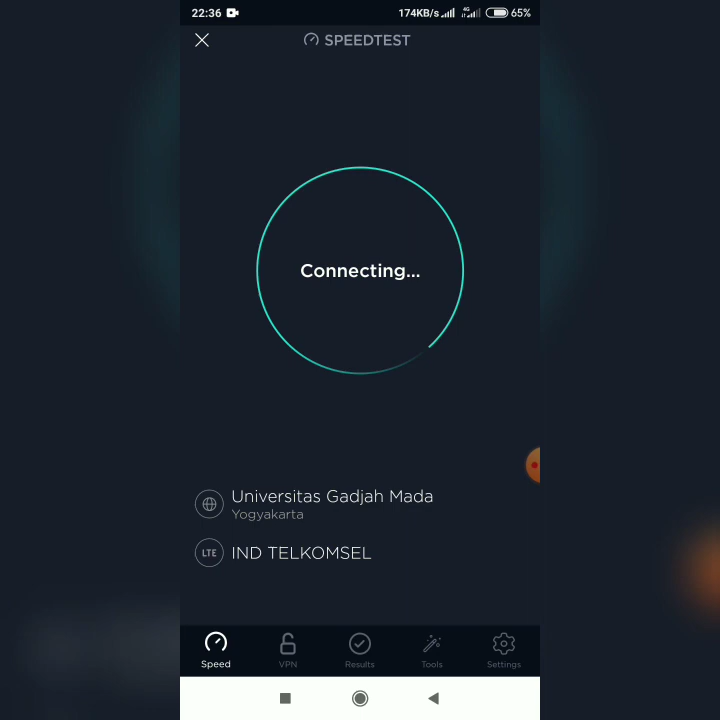 22:36 174KB/s 4G 65%
SPEEDTEST
Connecting...
Universitas Gadjah Mada
Yogyakarta
LTE IND TELKOMSEL
Speed VPN Results Tools Settings